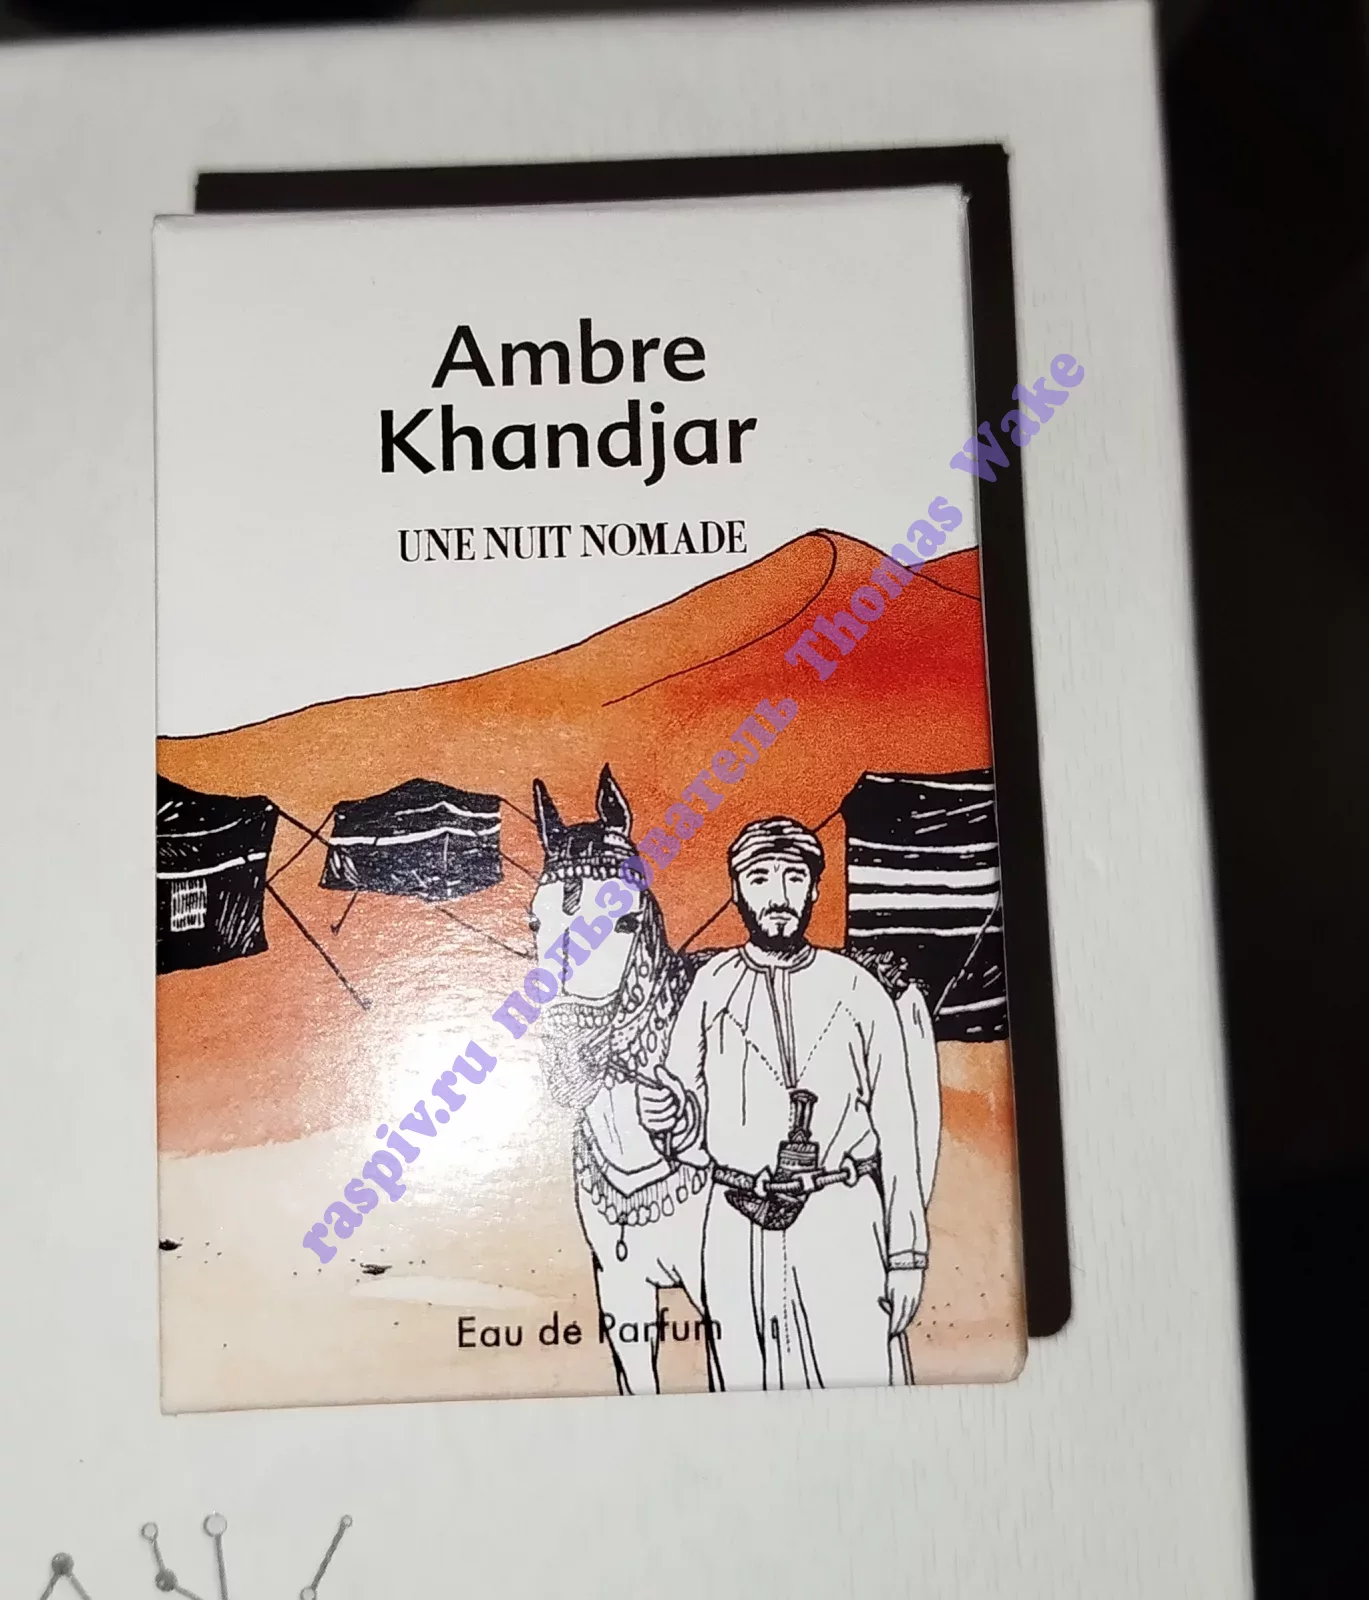 Ambre
Khandjar
UNE NUIT NOMADE
raspiv.ru пользователь Thomas Wake
Eau de Parfum